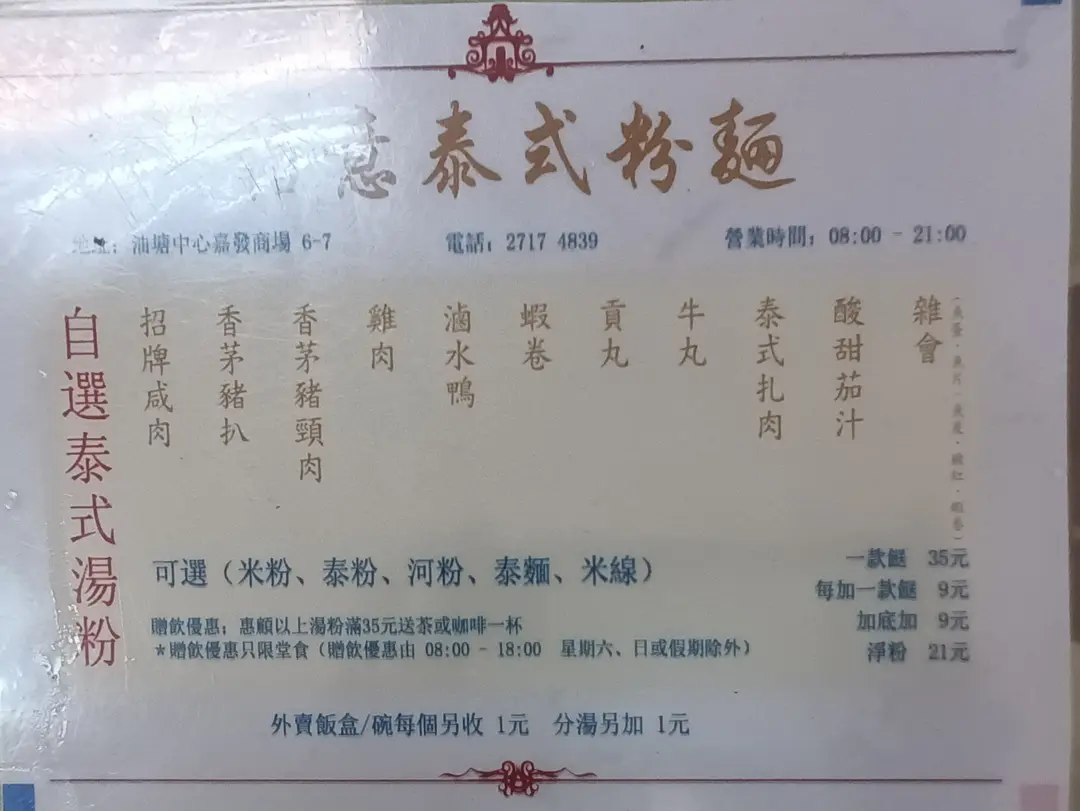 意泰式粉麵
地址：油塘中心嘉發商場 6-7
電話：2717 4839
營業時間：08:00 - 21:00
自選泰式湯粉
招牌咸肉
香茅豬扒
香茅豬頸肉
雞肉
滷水鴨
蝦卷
貢丸
牛丸
泰式扎肉
酸甜茄汁
雜會
可選（米粉、泰粉、河粉、泰麵、米線）
一款餸 35元
每加一款餸 9元
加底加 9元
淨粉 21元
贈飲優惠：惠顧以上湯粉滿35元送茶或咖啡一杯
*贈飲優惠只限堂食（贈飲優惠由 08:00 - 18:00 星期六、日或假期除外）
外賣飯盒/碗每個另收 1元 分湯另加 1元